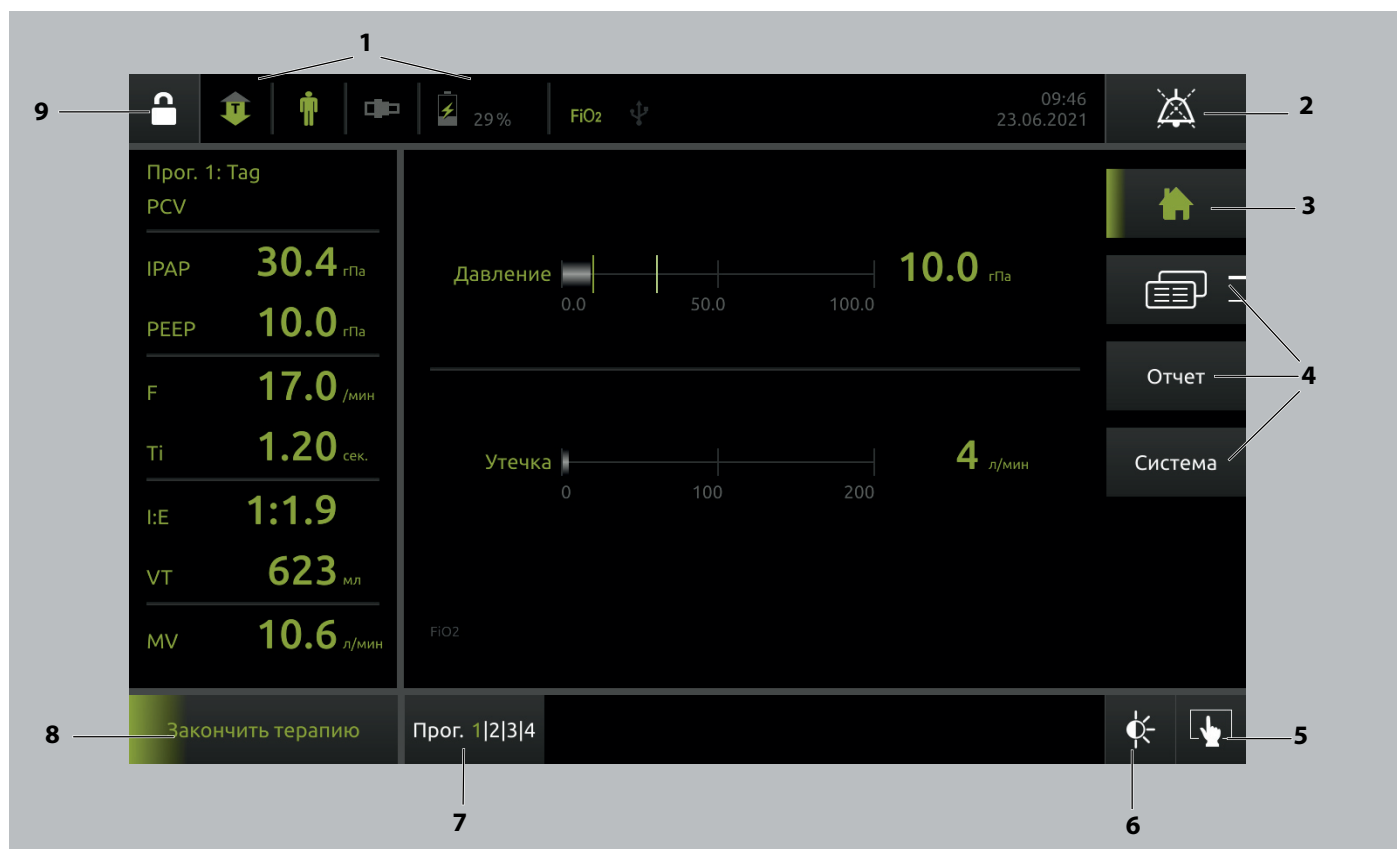 1
9
29%
FiO2
09:46
23.06.2021
2
Прог. 1: Tag
PCV
3
IPAP 30.4 гПа
PEEP 10.0 гПа
Давление 10.0 гПа
0.0 50.0 100.0
F 17.0 /мин
Ti 1.20 сек.
I:E 1:1.9
VT 623 мл
MV 10.6 л/мин
Утечка 4 л/мин
0 100 200
FiO2
Отчет
4
Система
T
8
Закончить терапию
Прог. 1|2|3|4
5
7
6